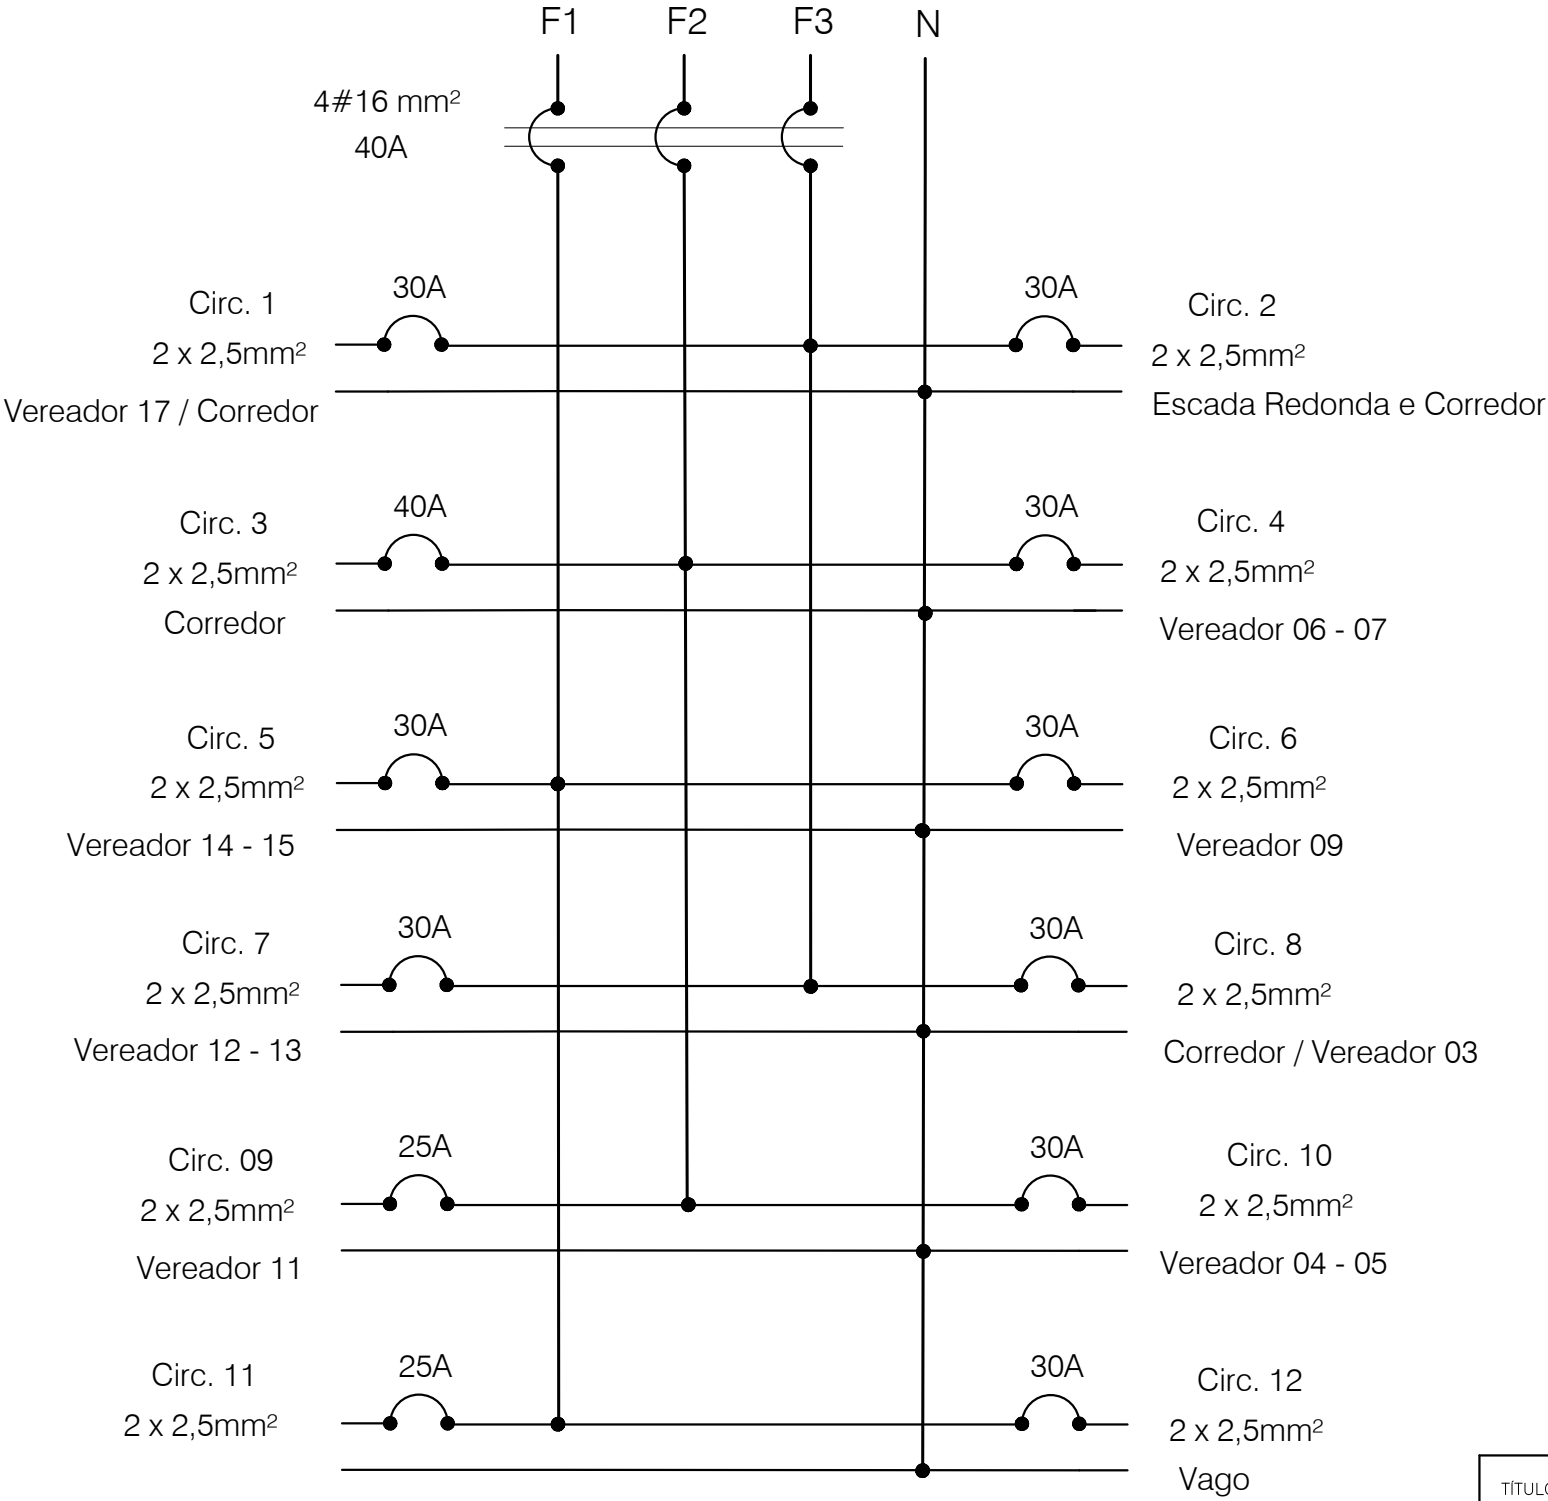 F1 F2 F3 N
4#16 mm²
40A
30A 30A
Circ. 1 Circ. 2
2 x 2,5mm² 2 x 2,5mm²
Vereador 17 / Corredor Escada Redonda e Corredor
40A 30A
Circ. 3 Circ. 4
2 x 2,5mm² 2 x 2,5mm²
Corredor Vereador 06 - 07
30A 30A
Circ. 5 Circ. 6
2 x 2,5mm² 2 x 2,5mm²
Vereador 14 - 15 Vereador 09
30A 30A
Circ. 7 Circ. 8
2 x 2,5mm² 2 x 2,5mm²
Vereador 12 - 13 Corredor / Vereador 03
25A 30A
Circ. 09 Circ. 10
2 x 2,5mm² 2 x 2,5mm²
Vereador 11 Vereador 04 - 05
25A 30A
Circ. 11 Circ. 12
2 x 2,5mm² 2 x 2,5mm²
Vago